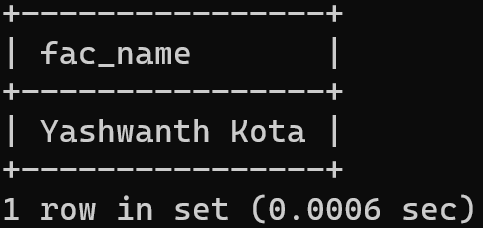 +----------------+
| fac_name       |
+----------------+
| Yashwanth Kota |
+----------------+
1 row in set (0.0006 sec)